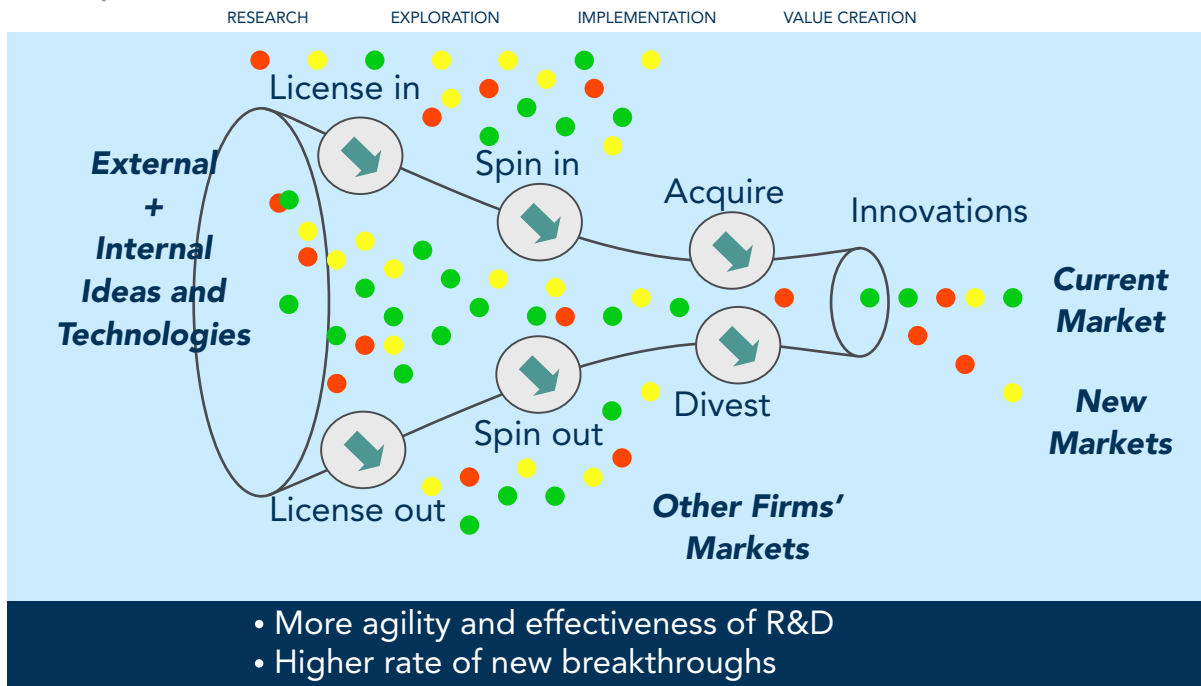 RESEARCH EXPLORATION IMPLEMENTATION VALUE CREATION
License in
Spin in
Acquire
Innovations
External
+
Internal
Ideas and
Technologies
Current
Market
New
Markets
Divest
Spin out
License out
Other Firms’
Markets
• More agility and effectiveness of R&D
• Higher rate of new breakthroughs